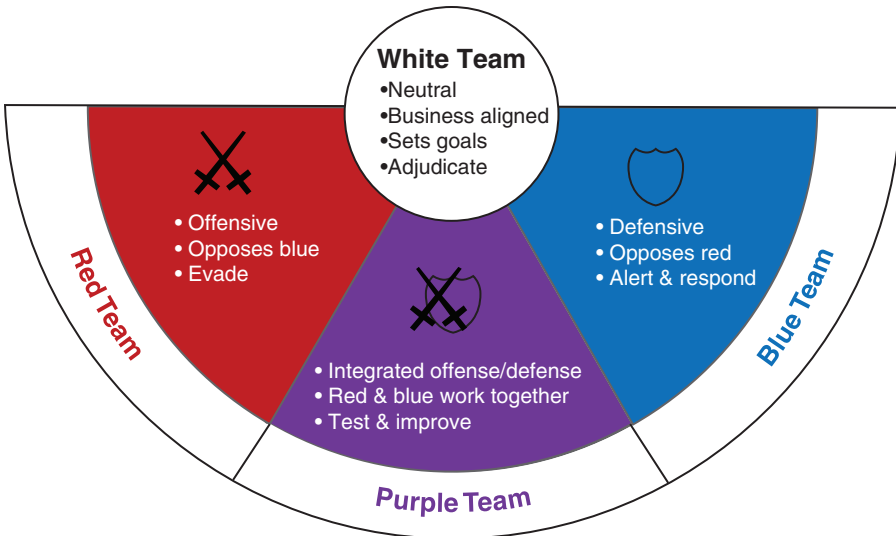 White Team
•Neutral
•Business aligned
•Sets goals
•Adjudicate
• Offensive
• Opposes blue
• Evade
• Defensive
• Opposes red
• Alert & respond
• Integrated offense/defense
• Red & blue work together
• Test & improve
Red Team
Purple Team
Blue Team